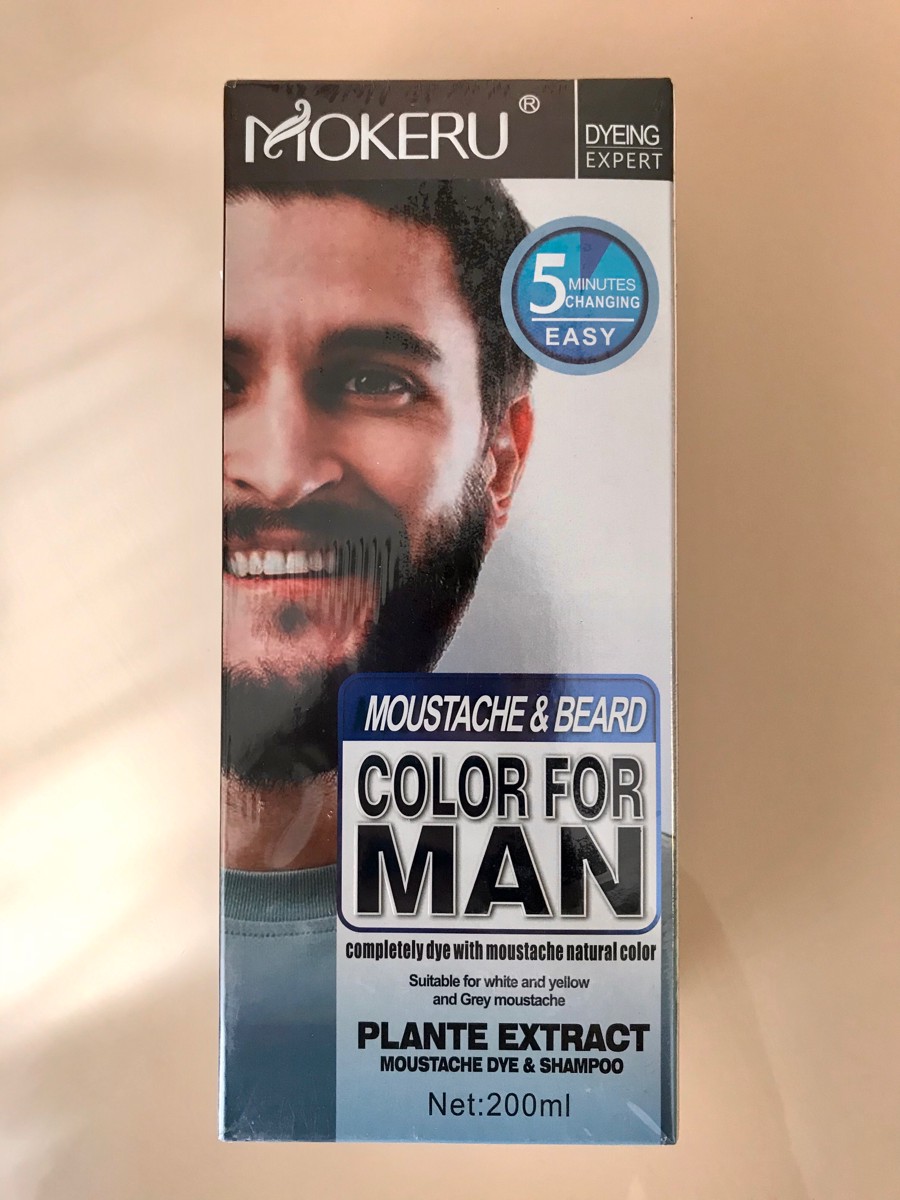 MOKERU ®
DYEING
EXPERT
5 MINUTES
CHANGING
EASY
MOUSTACHE & BEARD
COLOR FOR
MAN
completely dye with moustache natural color
Suitable for white and yellow
and Grey moustache
PLANTE EXTRACT
MOUSTACHE DYE & SHAMPOO
Net:200ml